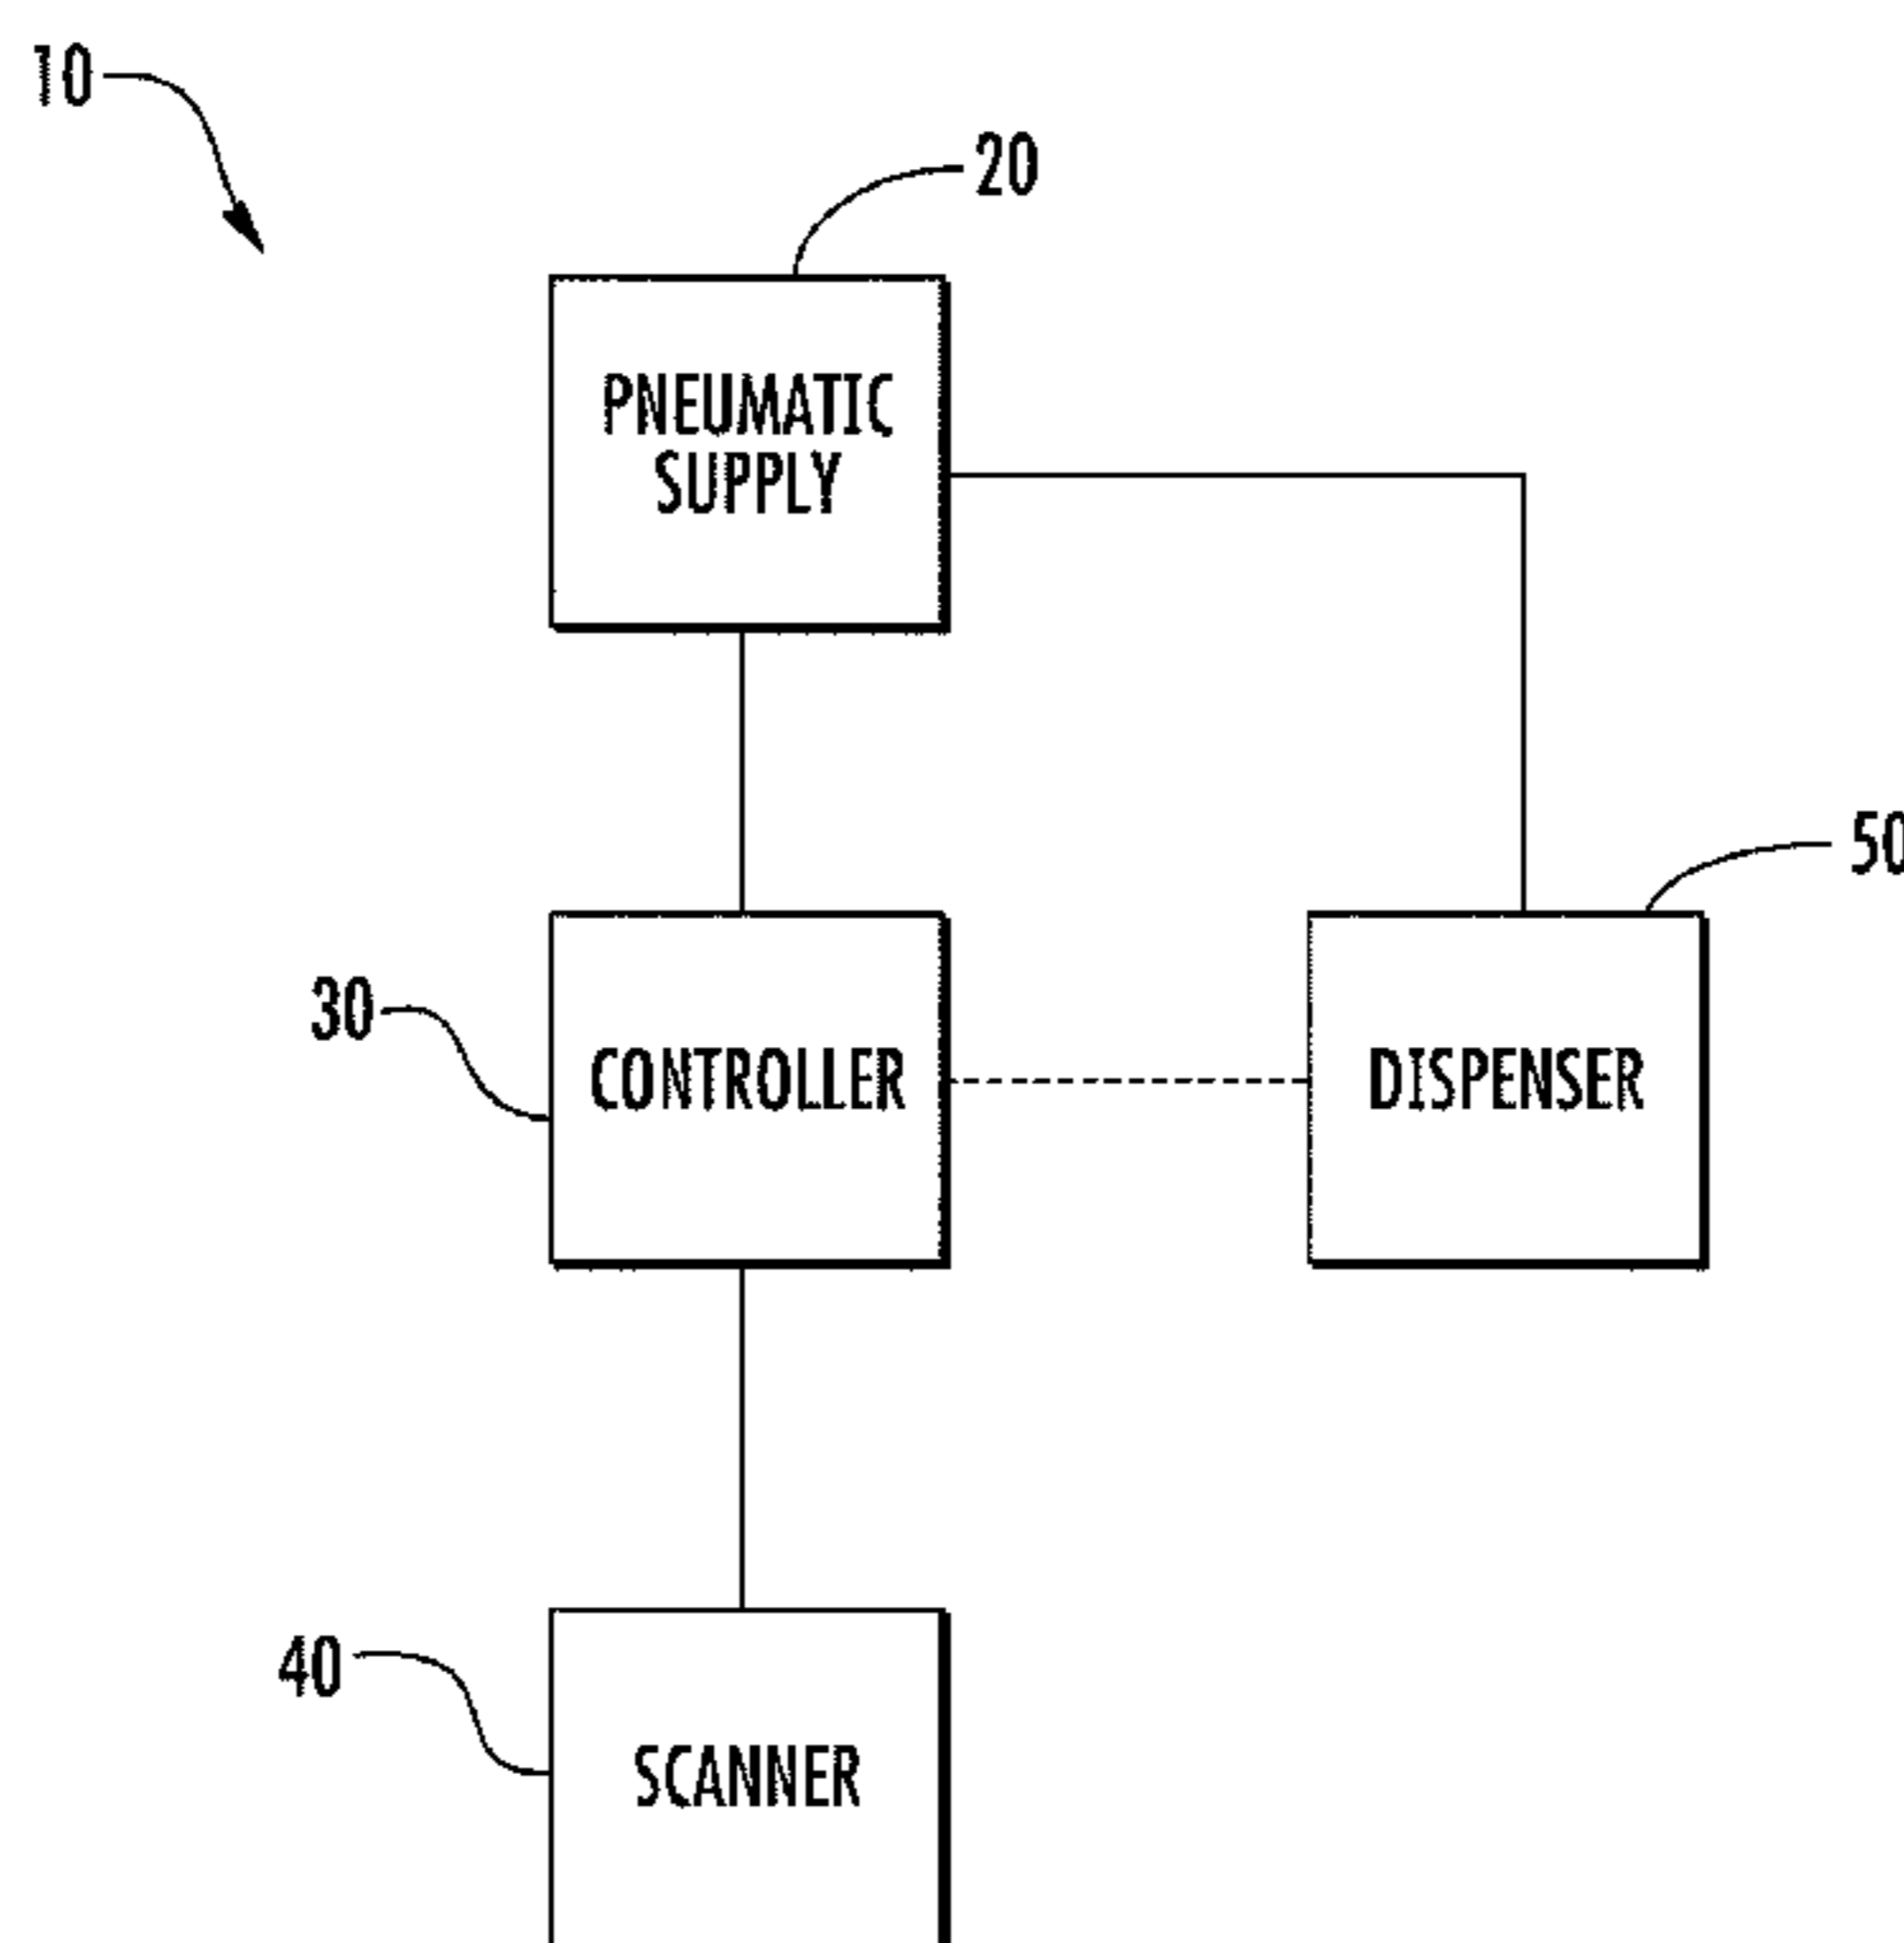 10
20
PNEUMATIC
SUPPLY
50
30
CONTROLLER
DISPENSER
40
SCANNER